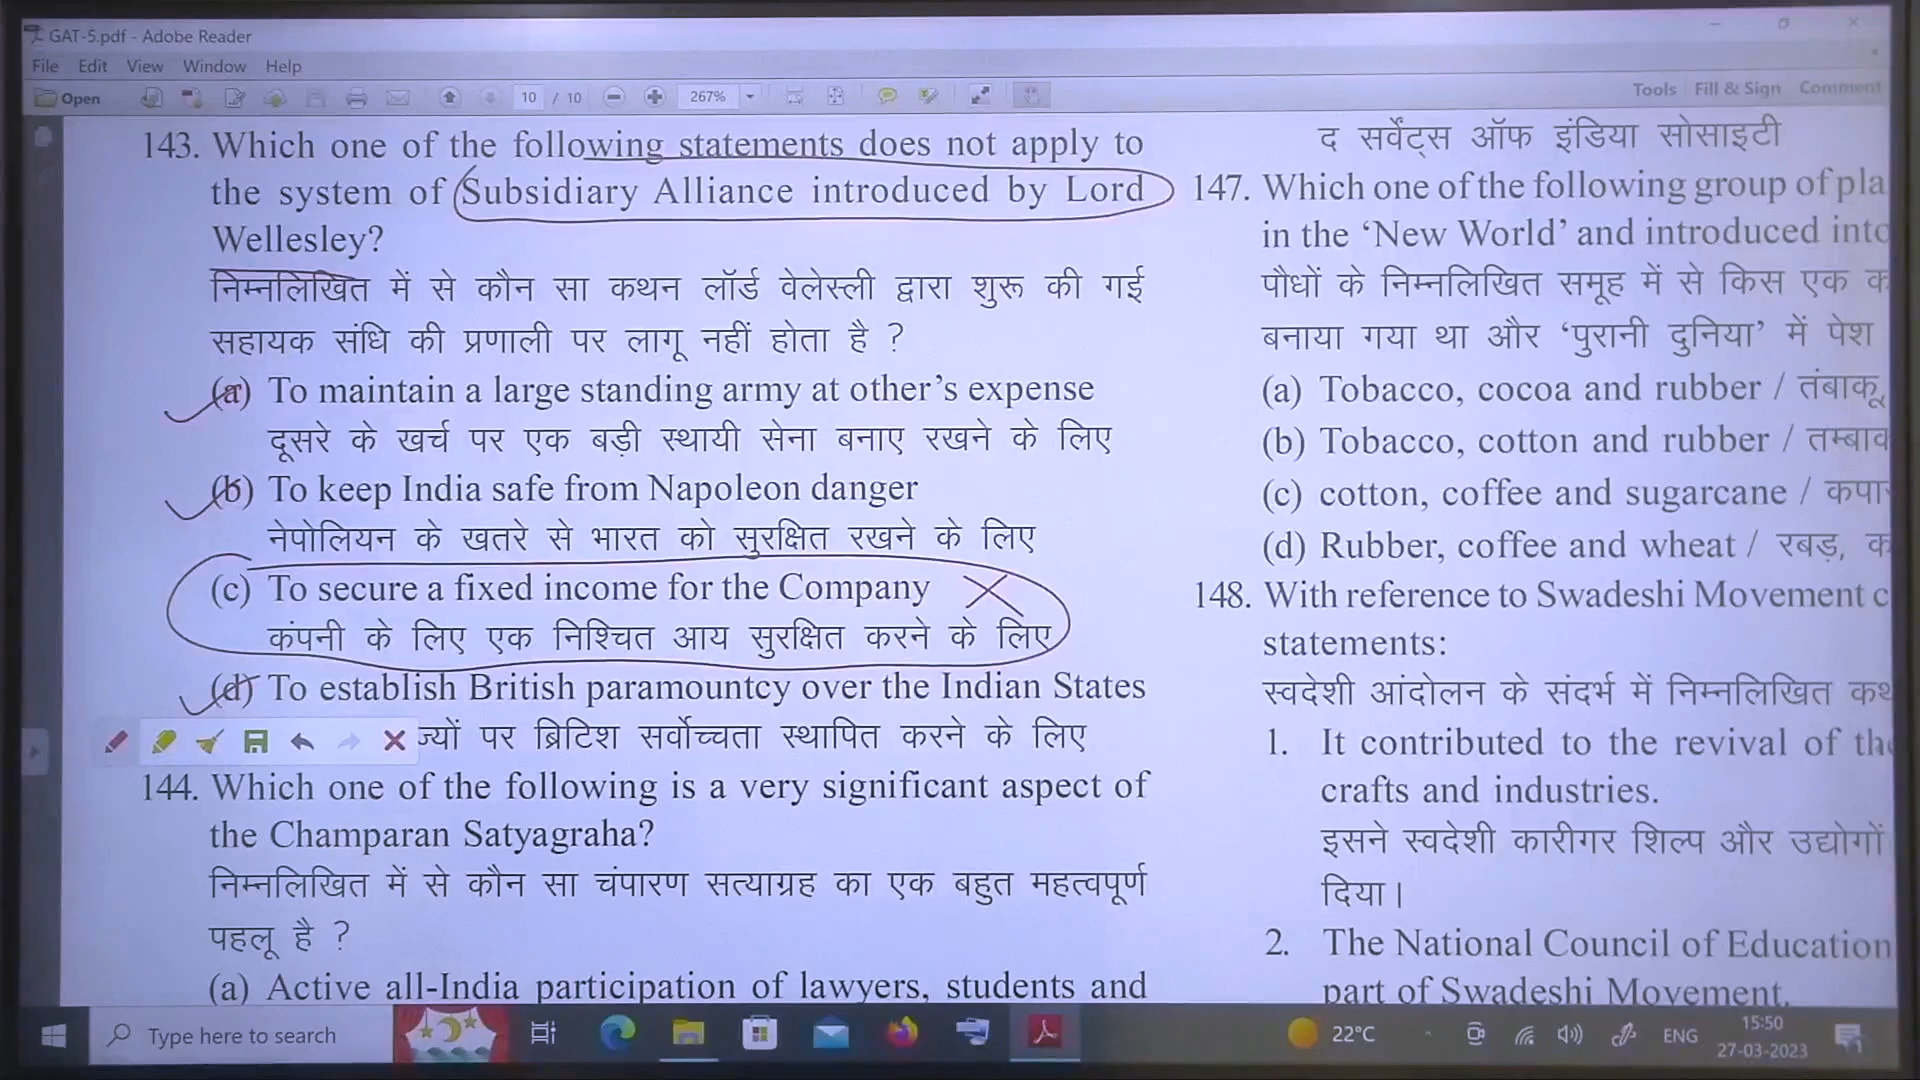 GAT-5.pdf - Adobe Reader
File Edit View Window Help
Open 10 / 10 267% Tools Fill & Sign Comment
143. Which one of the following statements does not apply to
the system of Subsidiary Alliance introduced by Lord
Wellesley?
निम्नलिखित में से कौन सा कथन लॉर्ड वेलेस्ली द्वारा शुरू की गई
सहायक संधि की प्रणाली पर लागू नहीं होता है ?
(a) To maintain a large standing army at other's expense
दूसरे के खर्च पर एक बड़ी स्थायी सेना बनाए रखने के लिए
(b) To keep India safe from Napoleon danger
नेपोलियन के खतरे से भारत को सुरक्षित रखने के लिए
(c) To secure a fixed income for the Company
कंपनी के लिए एक निश्चित आय सुरक्षित करने के लिए
(d) To establish British paramountcy over the Indian States
पर ब्रिटिश सर्वोच्चता स्थापित करने के लिए
144. Which one of the following is a very significant aspect of
the Champaran Satyagraha?
निम्नलिखित में से कौन सा चंपारण सत्याग्रह का एक बहुत महत्वपूर्ण
पहलू है ?
(a) Active all-India participation of lawyers, students and
द सर्वेंट्स ऑफ इंडिया सोसाइटी
147. Which one of the following group of
in the 'New World' and introduced
पौधों के निम्नलिखित समूह में से किस एक
बनाया गया था और 'पुरानी दुनिया' में पेश
(a) Tobacco, cocoa and rubber / तंबाकू,
(b) Tobacco, cotton and rubber /
(c) cotton, coffee and sugarcane /
(d) Rubber, coffee and wheat / रबड़,
148. With reference to Swadeshi Movement
statements:
स्वदेशी आंदोलन के संदर्भ में निम्नलिखित
1. It contributed to the revival of
crafts and industries.
इसने स्वदेशी कारीगर शिल्प और उद्योगों
दिया।
2. The National Council of Education
part of Swadeshi Movement.
Type here to search 22°C ENG 15:50
27-03-2023